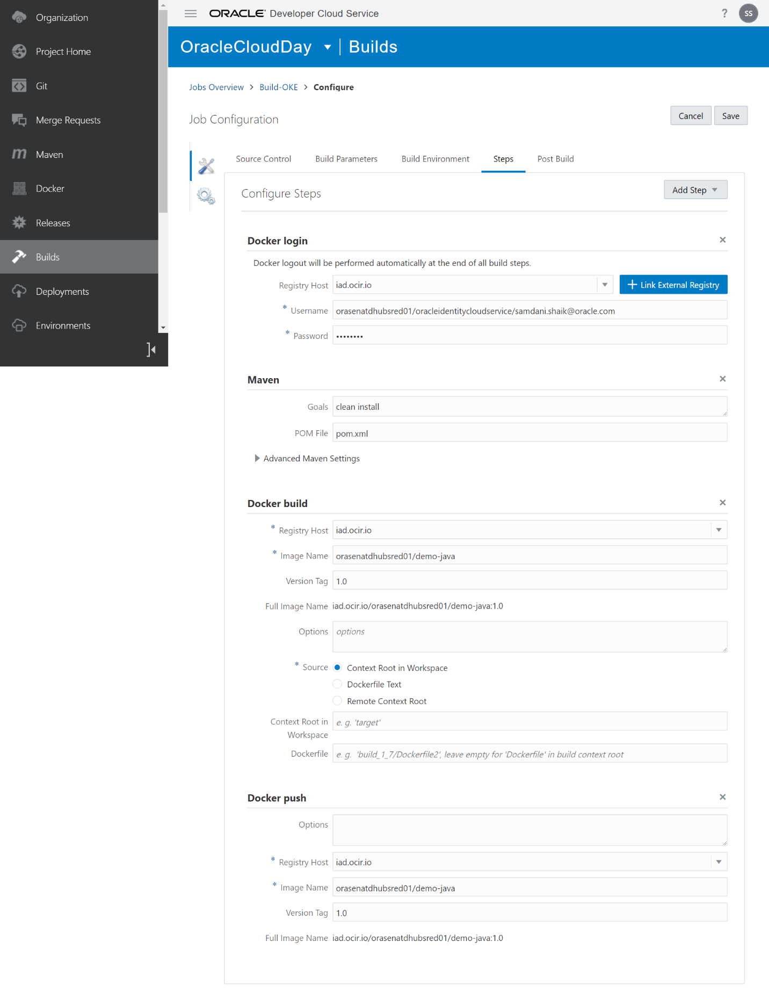 Organization
Project Home
Git
Merge Requests
Maven
Docker
Releases
Builds
Deployments
Environments
ORACLE® Developer Cloud Service
? SS
OracleCloudDay Builds
Jobs Overview > Build-OKE > Configure
Job Configuration
Cancel Save
Source Control Build Parameters Build Environment Steps Post Build
Configure Steps Add Step
Docker login
Docker logout will be performed automatically at the end of all build steps.
Registry Host iad.ocir.io + Link External Registry
* Username orasenatdhubsred01/oracleidentitycloudservice/samdani.shaik@oracle.com
* Password ••••••••
Maven
Goals clean install
POM File pom.xml
Advanced Maven Settings
Docker build
* Registry Host iad.ocir.io
* Image Name orasenatdhubsred01/demo-java
Version Tag 1.0
Full Image Name iad.ocir.io/orasenatdhubsred01/demo-java:1.0
Options options
* Source Context Root in Workspace
Dockerfile Text
Remote Context Root
Context Root in e. g. 'target'
Workspace
Dockerfile e. g. 'build_1_7/Dockerfile2', leave empty for 'Dockerfile' in build context root
Docker push
Options
* Registry Host iad.ocir.io
* Image Name orasenatdhubsred01/demo-java
Version Tag 1.0
Full Image Name iad.ocir.io/orasenatdhubsred01/demo-java:1.0